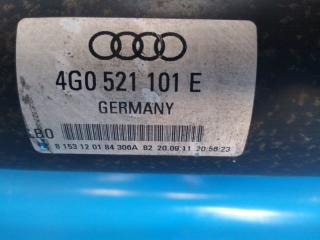 4G0 521 101 E
GERMANY
BO
8 153 12 01 84 306A 82 20.09.11 20:58:23